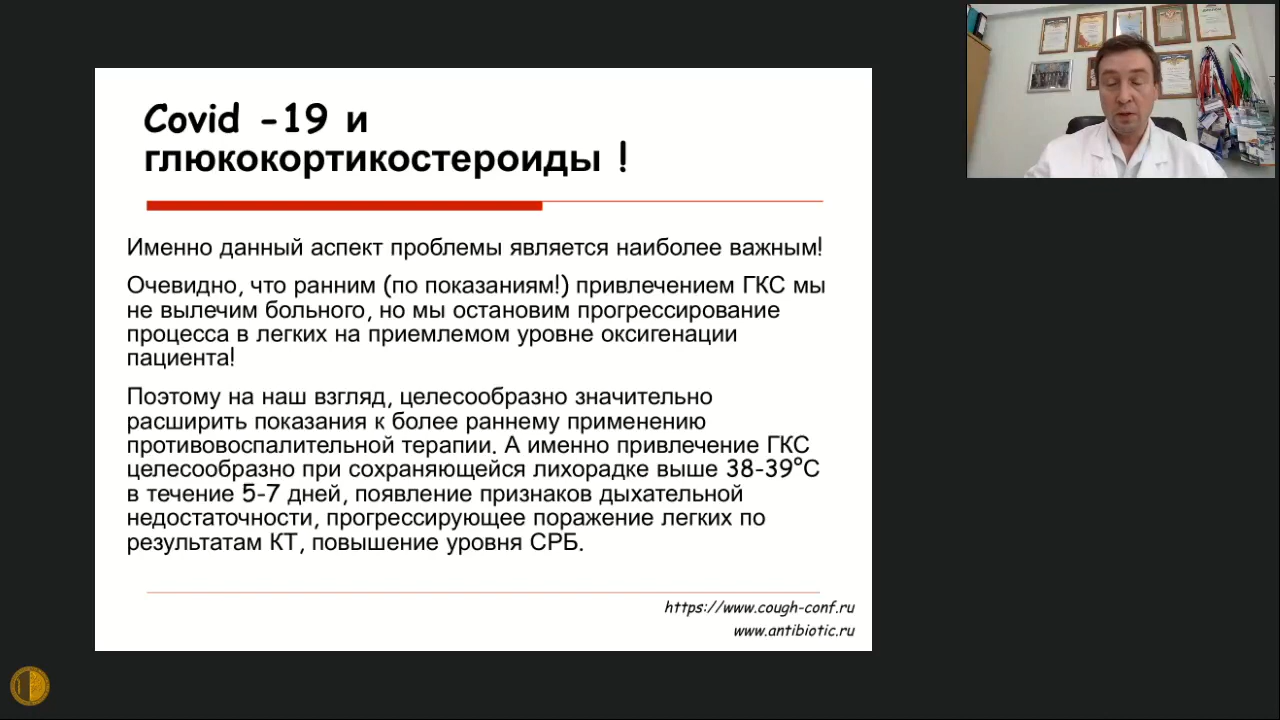 Covid -19 и
глюкокортикостероиды !
Именно данный аспект проблемы является наиболее важным!
Очевидно, что ранним (по показаниям!) привлечением ГКС мы
не вылечим больного, но мы остановим прогрессирование
процесса в легких на приемлемом уровне оксигенации
пациента!
Поэтому на наш взгляд, целесообразно значительно
расширить показания к более раннему применению
противовоспалительной терапии. А именно привлечение ГКС
целесообразно при сохраняющейся лихорадке выше 38-39°С
в течение 5-7 дней, появление признаков дыхательной
недостаточности, прогрессирующее поражение легких по
результатам КТ, повышение уровня СРБ.
https://www.cough-conf.ru
www.antibiotic.ru